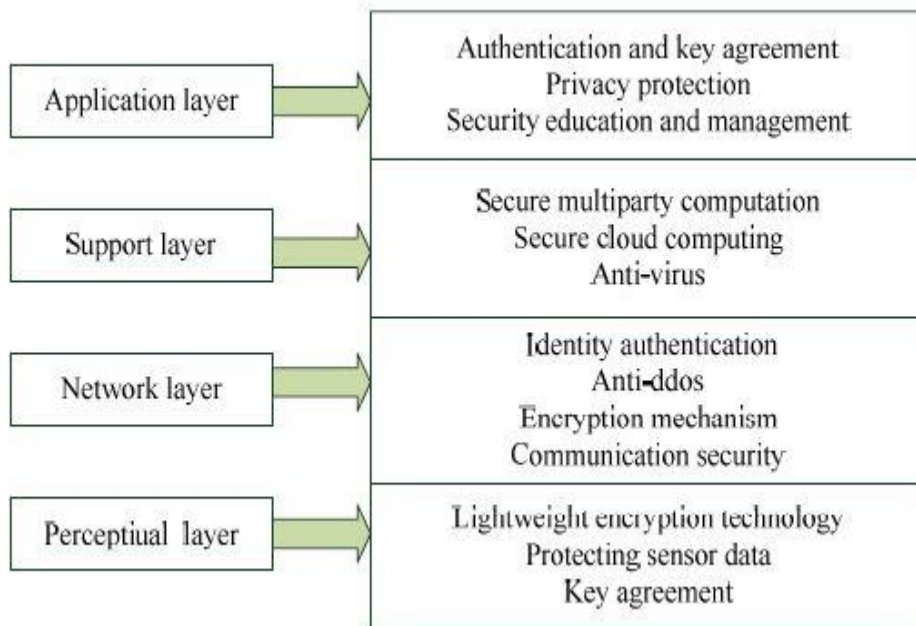 Application layer
Authentication and key agreement
Privacy protection
Security education and management
Support layer
Secure multiparty computation
Secure cloud computing
Anti-virus
Network layer
Identity authentication
Anti-ddos
Encryption mechanism
Communication security
Perceptiual layer
Lightweight encryption technology
Protecting sensor data
Key agreement